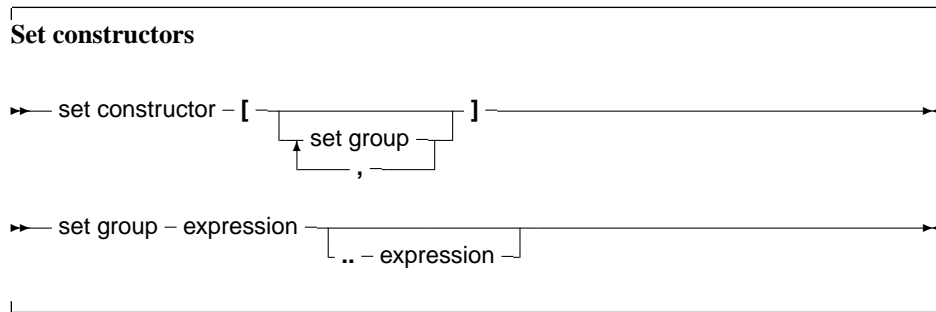 Set constructors
set constructor – [ ]
set group
,
set group – expression
.. – expression